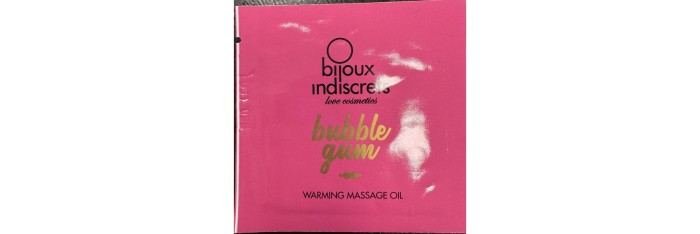 bijoux
indiscrets
love cosmetics
bubble
gum
WARMING MASSAGE OIL